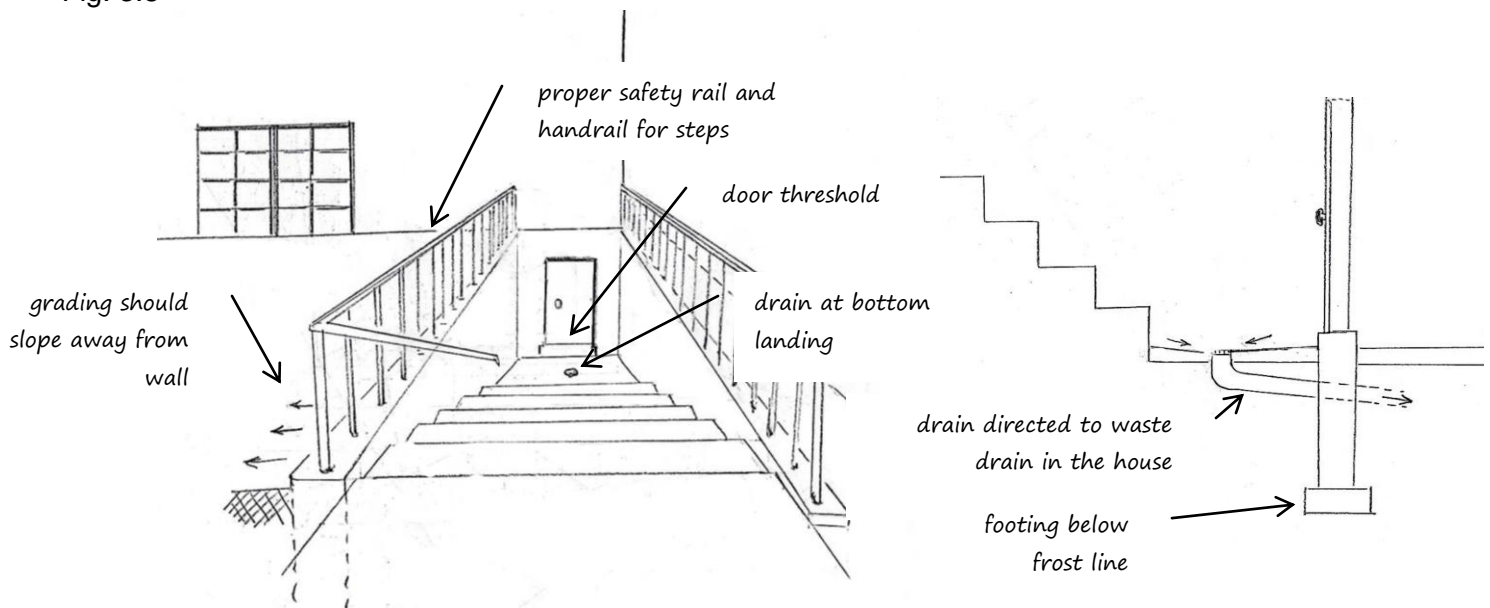 proper safety rail and
handrail for steps
door threshold
grading should
slope away from
wall
drain at bottom
landing
drain directed to waste
drain in the house
footing below
frost line